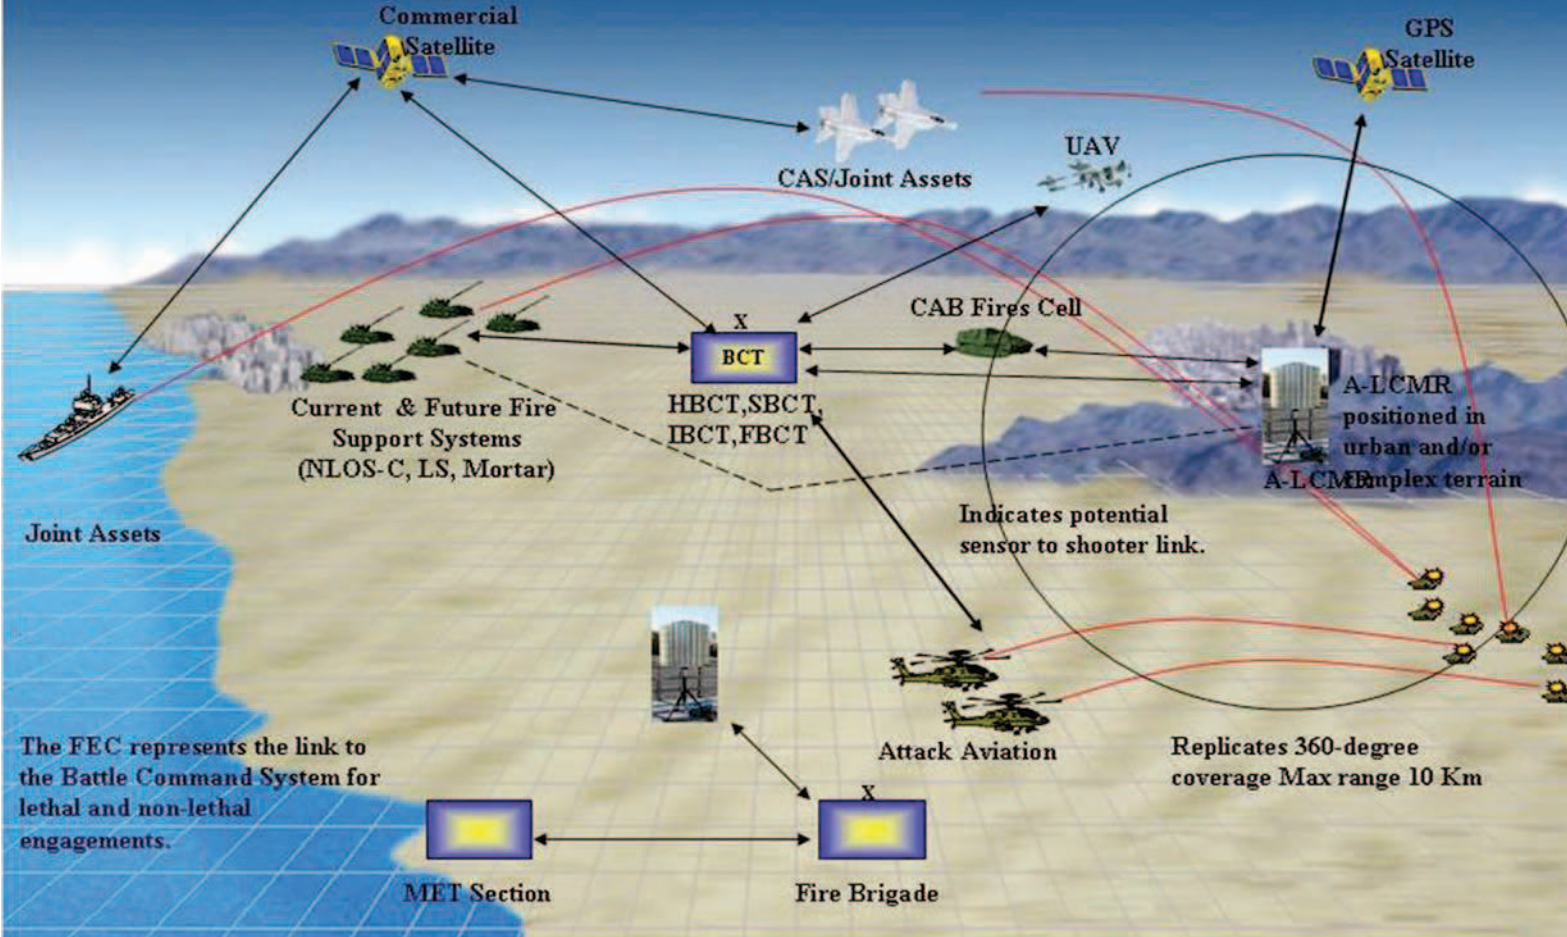 Commercial
Satellite
GPS
Satellite
UAV
CAS/Joint Assets
CAB Fires Cell
X
BCT
HBCT,SBCT,
IBCT,FBCT
Current & Future Fire
Support Systems
(NLOS-C, LS, Mortar)
A-LCMR
positioned in
urban and/or
complex terrain
A-LCMR
Joint Assets
Indicates potential
sensor to shooter link.
Attack Aviation
Replicates 360-degree
coverage Max range 10 Km
The FEC represents the link to
the Battle Command System for
lethal and non-lethal
engagements.
X
MET Section
Fire Brigade